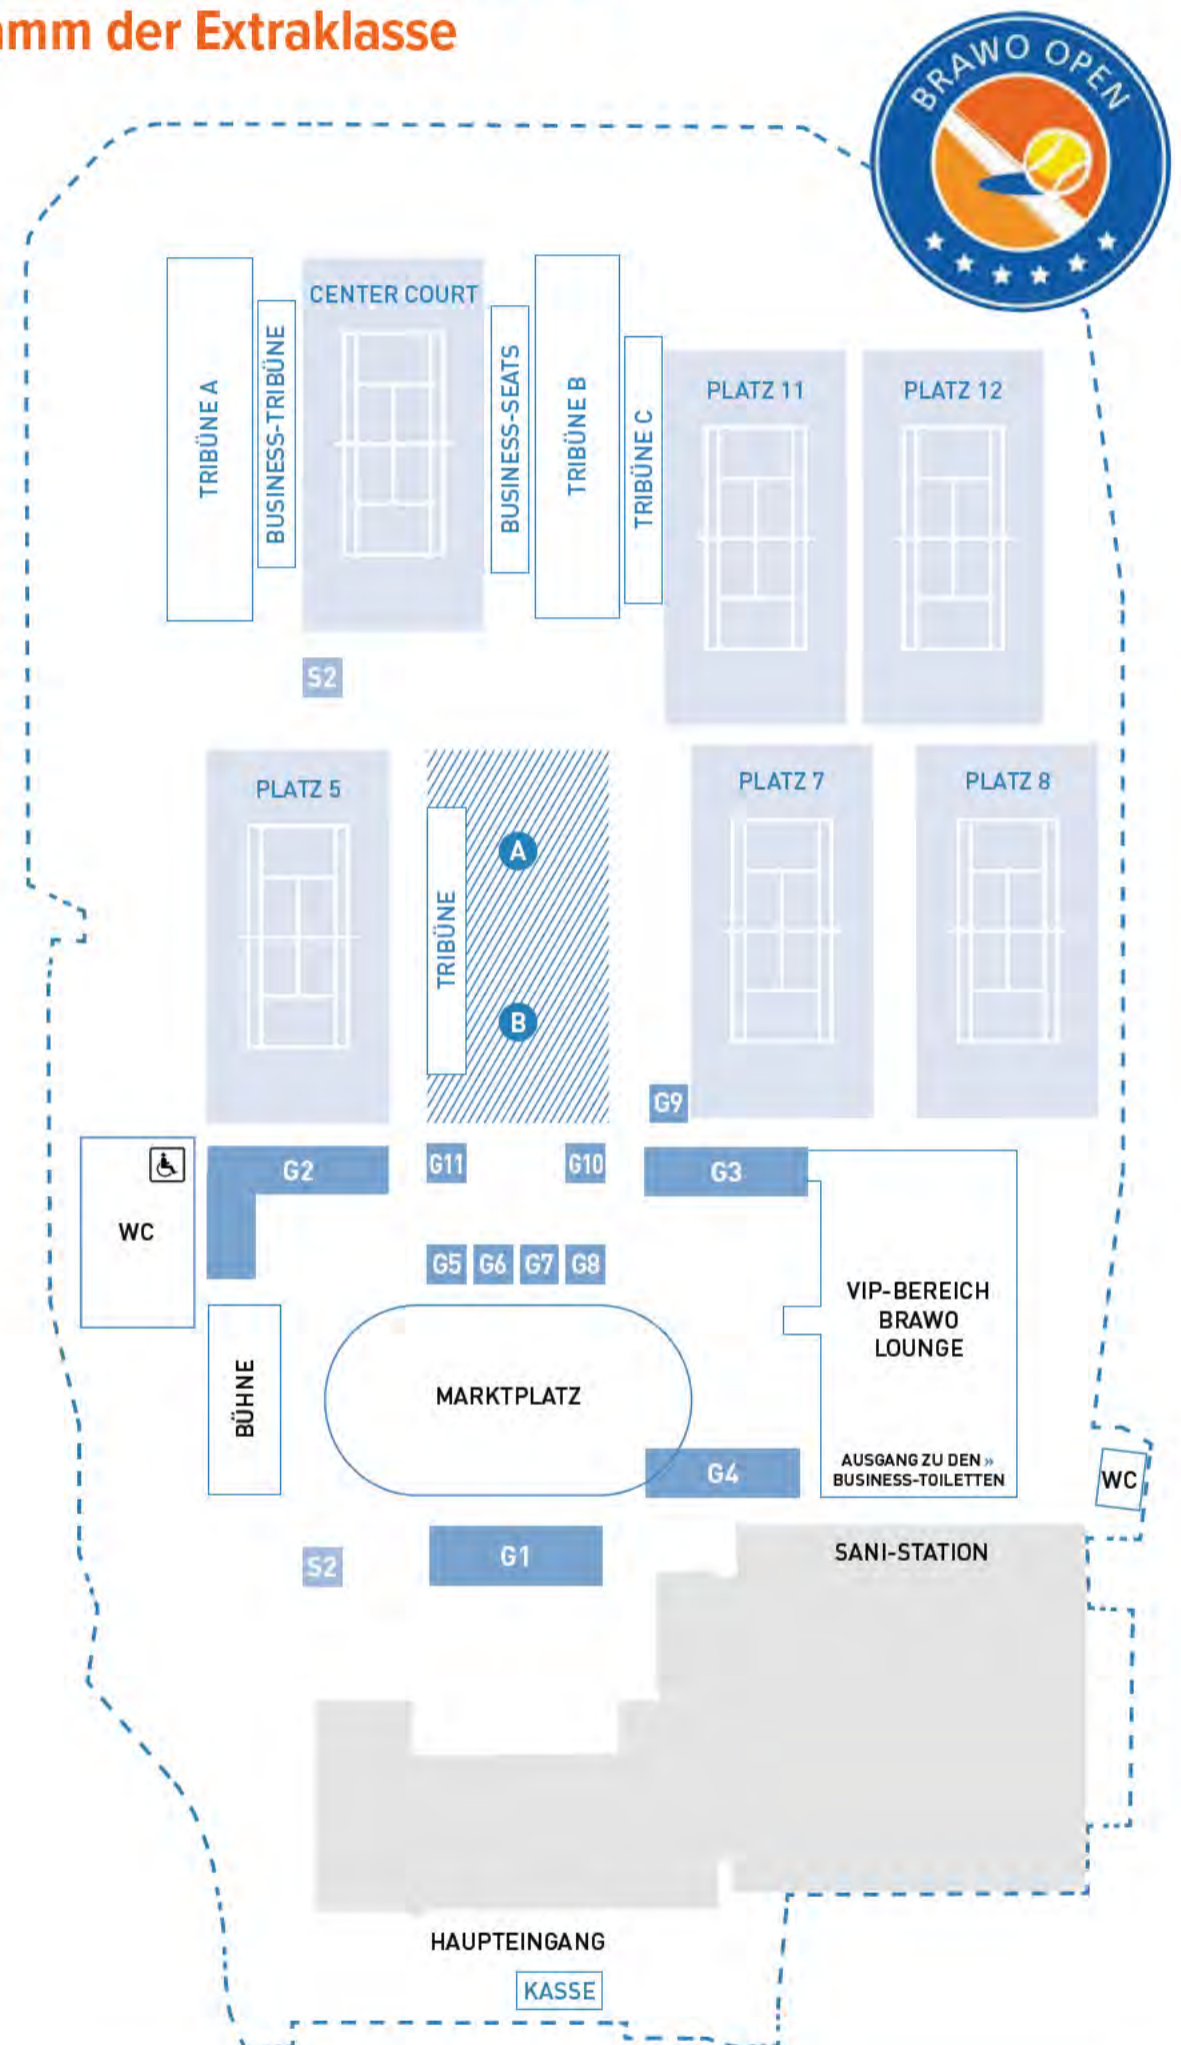 amm der Extraklasse
BRAWO OPEN
CENTER COURT
TRIBÜNE A
BUSINESS-TRIBÜNE
BUSINESS-SEATS
TRIBÜNE B
TRIBÜNE C
PLATZ 11
PLATZ 12
S2
PLATZ 5
PLATZ 7
PLATZ 8
A
TRIBÜNE
B
G9
G2
G11
G10
G3
WC
G5
G6
G7
G8
VIP-BEREICH
BRAWO
LOUNGE
BÜHNE
MARKTPLATZ
AUSGANG ZU DEN »
BUSINESS-TOILETTEN
G4
WC
S2
G1
SANI-STATION
HAUPTEINGANG
KASSE